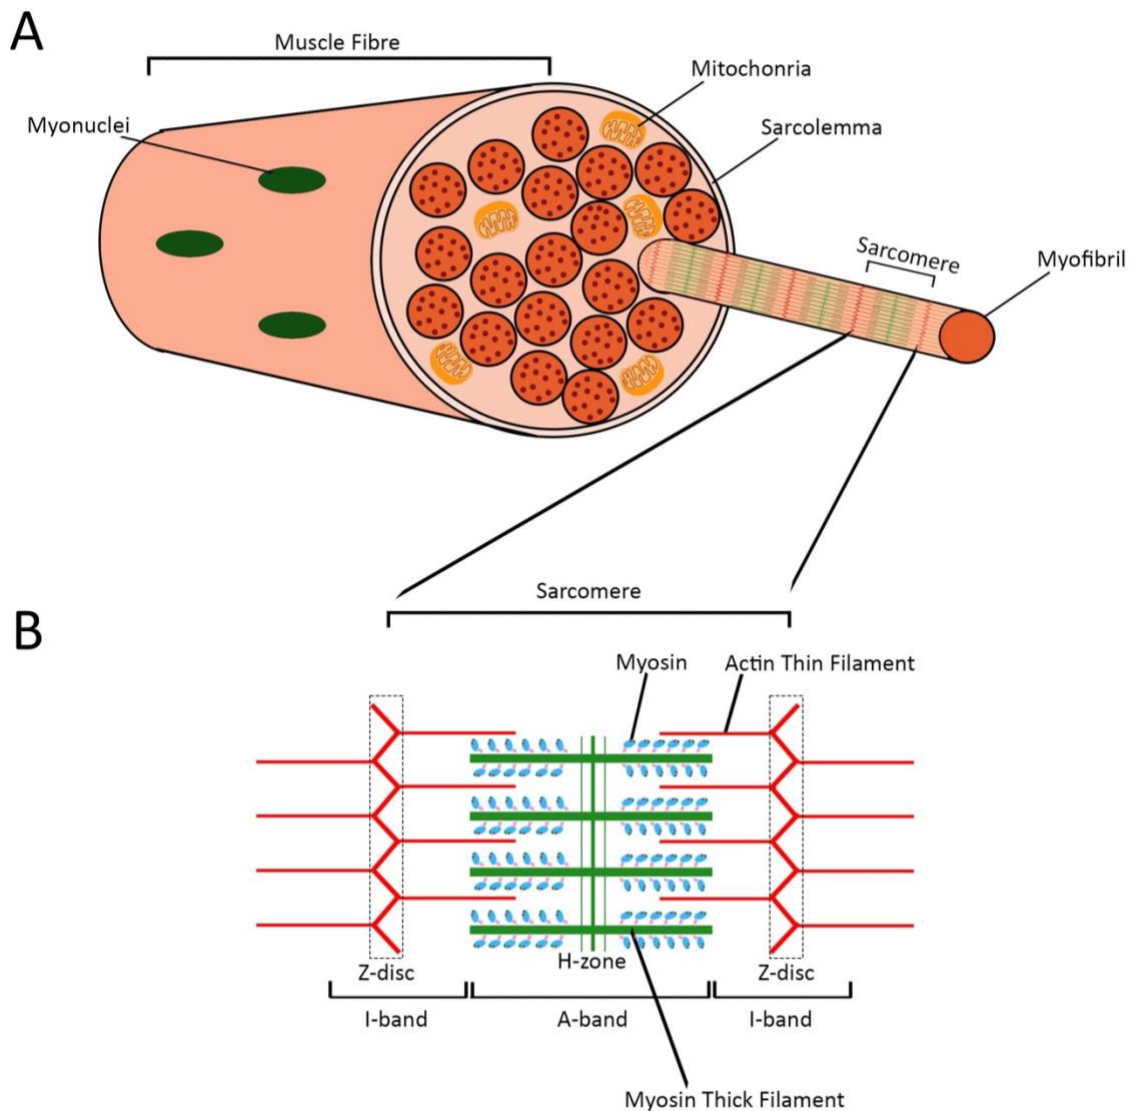 A
Muscle Fibre
Mitochonria
Myonuclei
Sarcolemma
Sarcomere
Myofibril
Sarcomere
B
Myosin
Actin Thin Filament
H-zone
Z-disc
Z-disc
I-band
A-band
I-band
Myosin Thick Filament